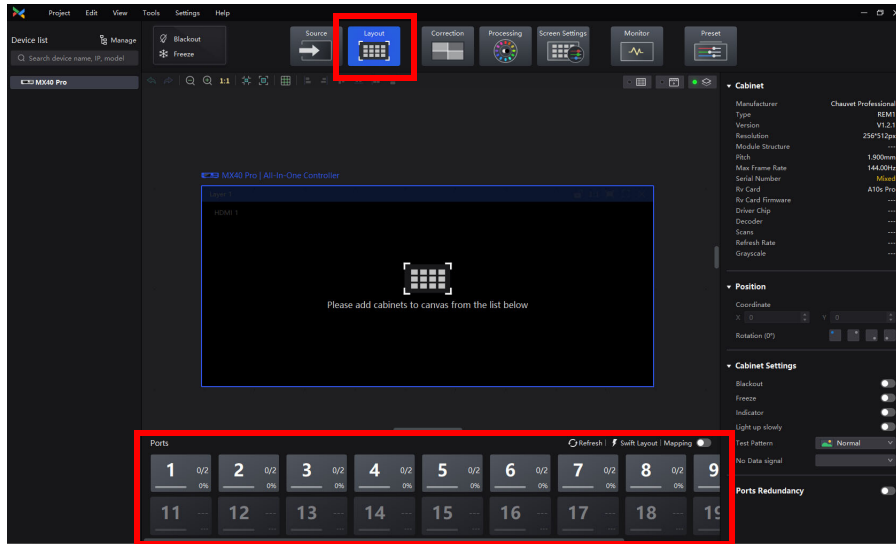 Project Edit View Tools Settings Help
Device list Manage
Search device name, IP, model
MX40 Pro
Blackout
Freeze
Source
Layout
Correction
Processing
Screen Settings
Monitor
Preset
1:1
MX40 Pro | All-In-One Controller
Layer 1
HDMI 1
Please add cabinets to canvas from the list below
Ports Refresh | Swift Layout | Mapping
1 0/2 0% 2 0/2 0% 3 0/2 0% 4 0/2 0% 5 0/2 0% 6 0/2 0% 7 0/2 0% 8 0/2 0% 9
11 --- --- 12 --- --- 13 --- --- 14 --- --- 15 --- --- 16 --- --- 17 --- --- 18 --- ---
Cabinet
Manufacturer Chauvet Professional
Type REM1
Version V1.2.1
Resolution 256*512px
Module Structure ---
Pitch 1.900mm
Max Frame Rate 144.00Hz
Serial Number Mixed
Rv Card A10s Pro
Rv Card Firmware ---
Driver Chip ---
Decoder ---
Scans ---
Refresh Rate ---
Grayscale ---
Position
Coordinate
X 0 Y 0
Rotation (0°)
Cabinet Settings
Blackout
Freeze
Indicator
Light up slowly
Test Pattern Normal
No Data signal
Ports Redundancy